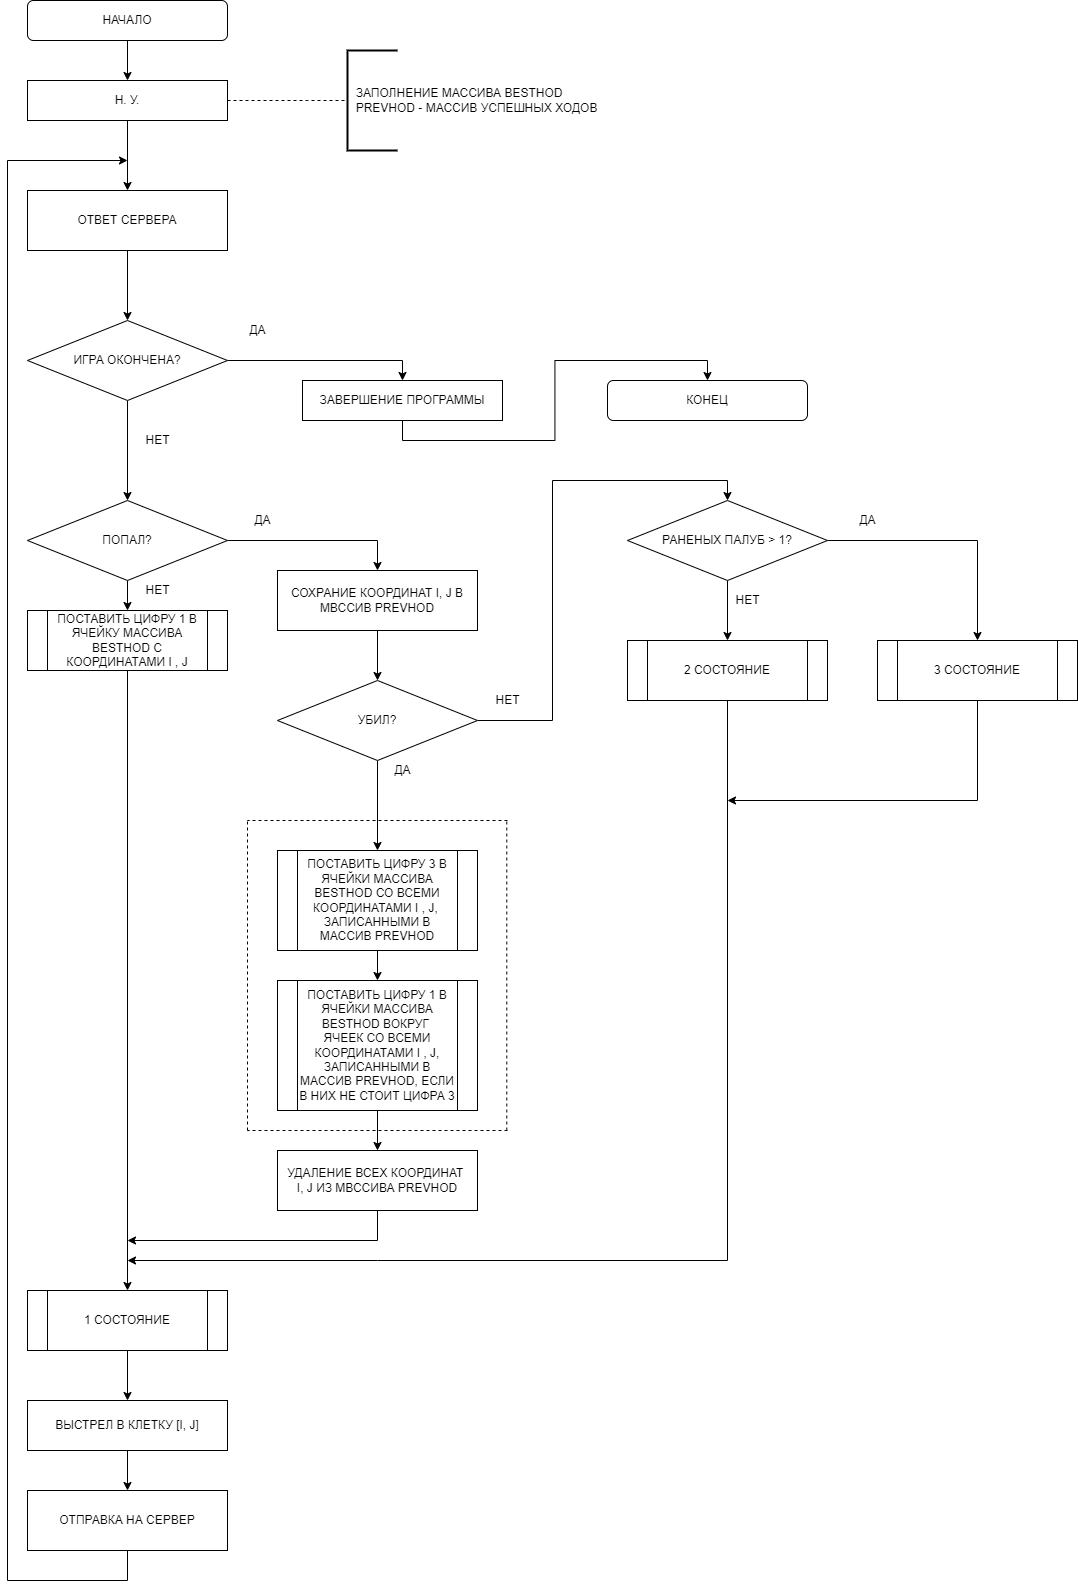 НАЧАЛО
Н. У.
ЗАПОЛНЕНИЕ МАССИВА BESTHOD
PREVHOD - МАССИВ УСПЕШНЫХ ХОДОВ
ОТВЕТ СЕРВЕРА
ИГРА ОКОНЧЕНА?
ДА
ЗАВЕРШЕНИЕ ПРОГРАММЫ
КОНЕЦ
НЕТ
ПОПАЛ?
ДА
НЕТ
ПОСТАВИТЬ ЦИФРУ 1 В
ЯЧЕЙКУ МАССИВА
BESTHOD С
КООРДИНАТАМИ I , J
СОХРАНИЕ КООРДИНАТ I, J В
МВССИВ PREVHOD
УБИЛ?
НЕТ
ДА
РАНЕНЫХ ПАЛУБ > 1?
ДА
НЕТ
2 СОСТОЯНИЕ
3 СОСТОЯНИЕ
ПОСТАВИТЬ ЦИФРУ 3 В
ЯЧЕЙКИ МАССИВА
BESTHOD СО ВСЕМИ
КООРДИНАТАМИ I , J,
ЗАПИСАННЫМИ В
МАССИВ PREVHOD
ПОСТАВИТЬ ЦИФРУ 1 В
ЯЧЕЙКИ МАССИВА
BESTHOD ВОКРУГ
ЯЧЕЕК СО ВСЕМИ
КООРДИНАТАМИ I , J,
ЗАПИСАННЫМИ В
МАССИВ PREVHOD, ЕСЛИ
В НИХ НЕ СТОИТ ЦИФРА 3
УДАЛЕНИЕ ВСЕХ КООРДИНАТ
I, J ИЗ МВССИВА PREVHOD
1 СОСТОЯНИЕ
ВЫСТРЕЛ В КЛЕТКУ [I, J]
ОТПРАВКА НА СЕРВЕР